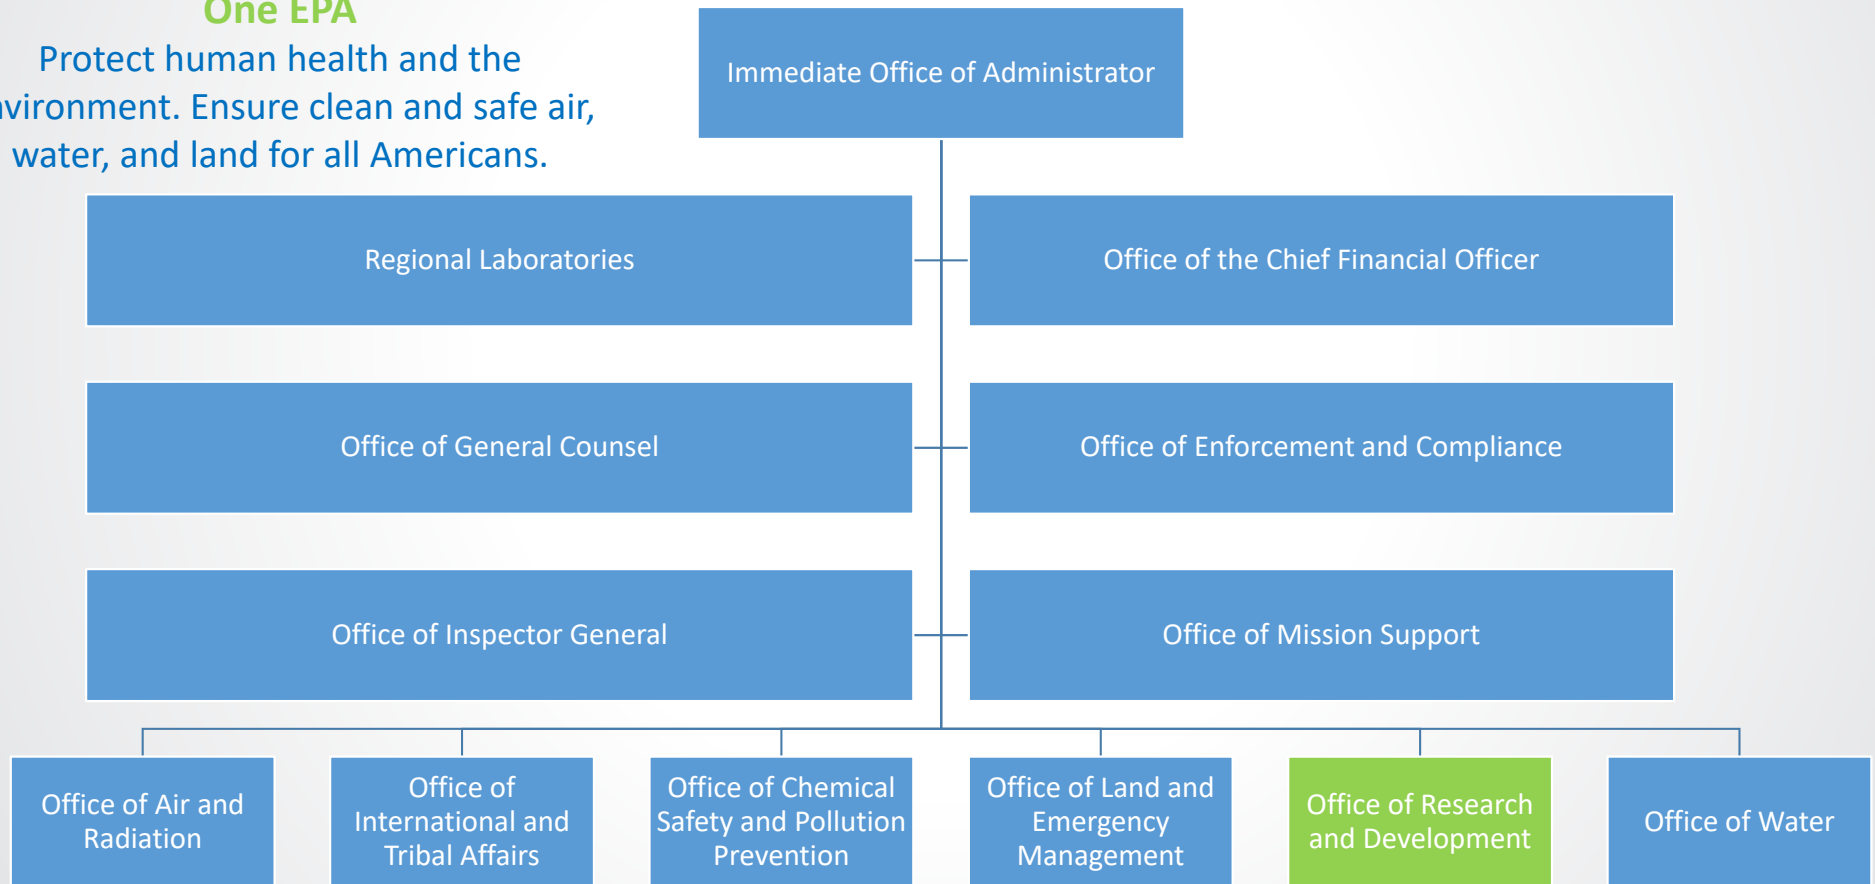 One EPA
Protect human health and the
nvironment. Ensure clean and safe air,
water, and land for all Americans.
Immediate Office of Administrator
Regional Laboratories
Office of the Chief Financial Officer
Office of General Counsel
Office of Enforcement and Compliance
Office of Inspector General
Office of Mission Support
Office of Air and
Radiation
Office of
International and
Tribal Affairs
Office of Chemical
Safety and Pollution
Prevention
Office of Land and
Emergency
Management
Office of Research
and Development
Office of Water